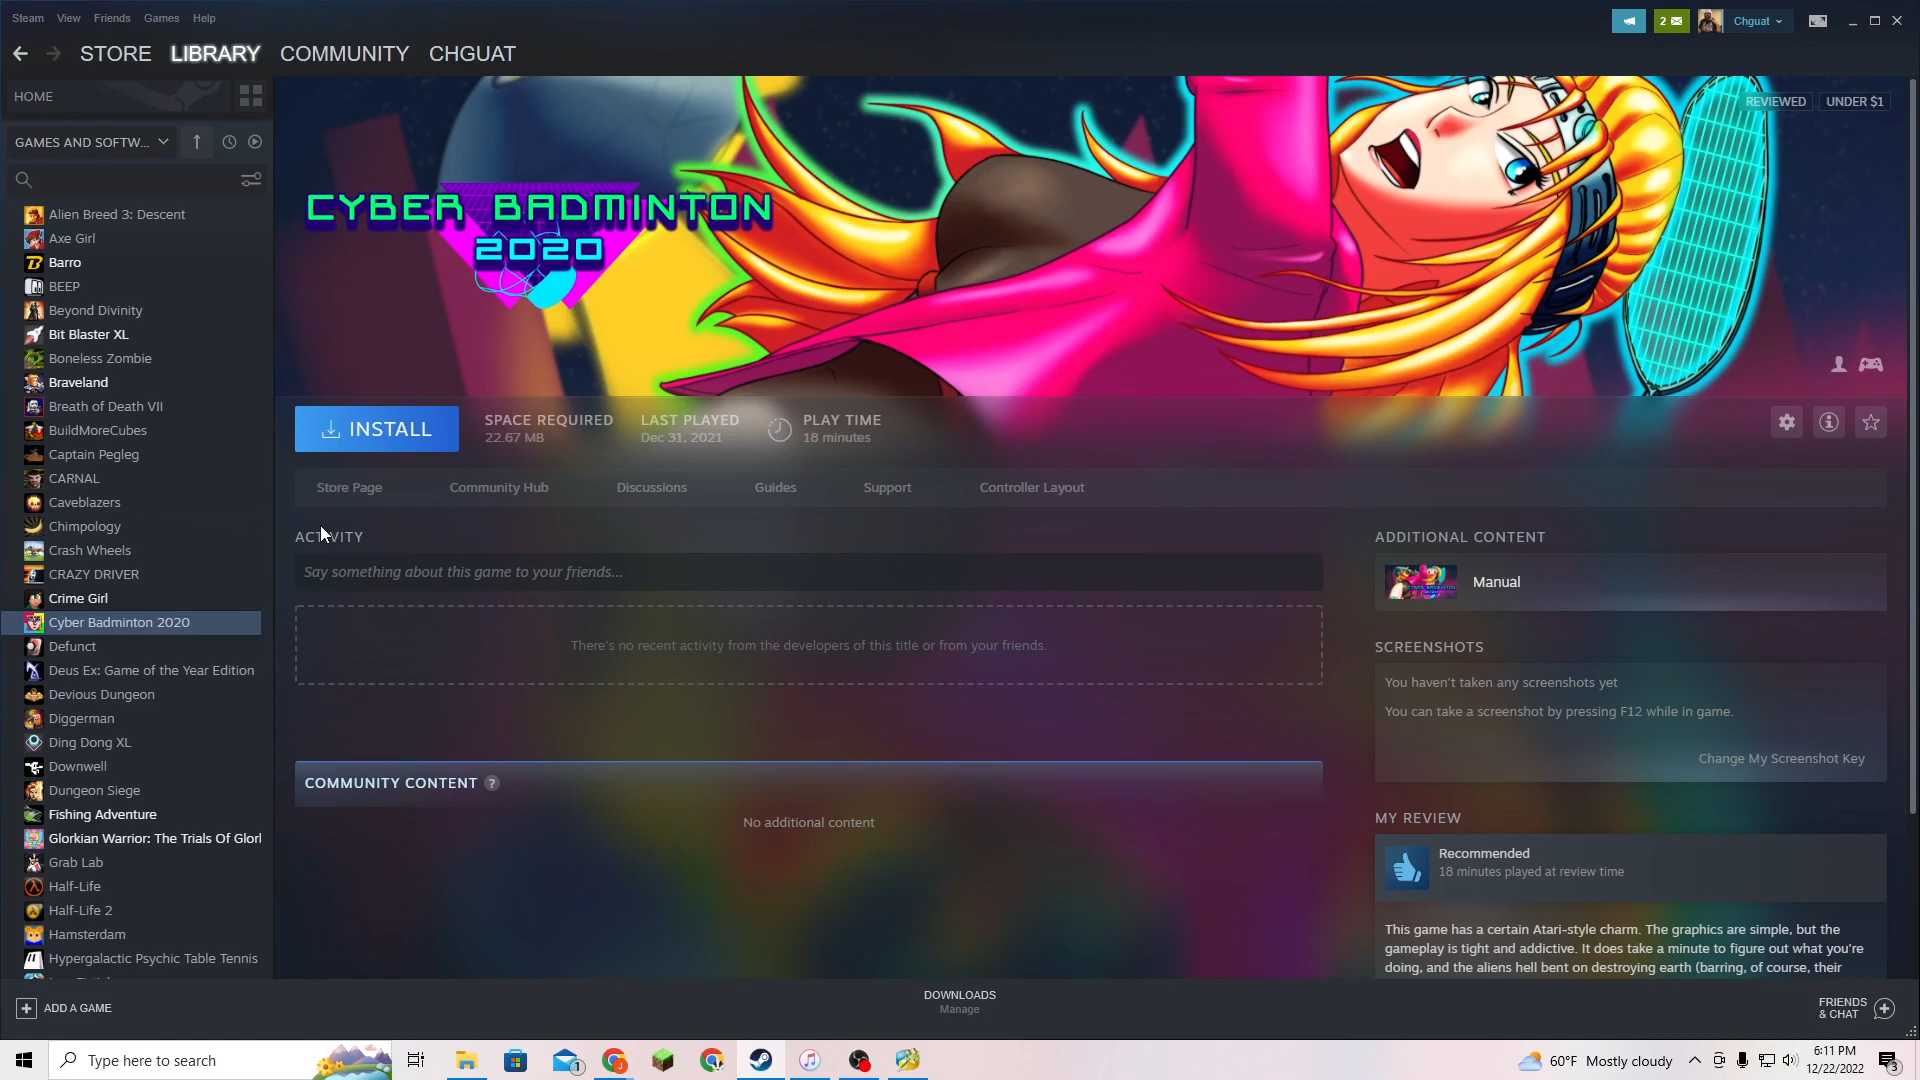 Steam View Friends Games Help
2
Chguat
STORE LIBRARY COMMUNITY CHGUAT
HOME
GAMES AND SOFTW...
Alien Breed 3: Descent
Axe Girl
Barro
BEEP
Beyond Divinity
Bit Blaster XL
Boneless Zombie
Braveland
Breath of Death VII
BuildMoreCubes
Captain Pegleg
CARNAL
Caveblazers
Chimpology
Crash Wheels
CRAZY DRIVER
Crime Girl
Cyber Badminton 2020
Defunct
Deus Ex: Game of the Year Edition
Devious Dungeon
Diggerman
Ding Dong XL
Downwell
Dungeon Siege
Fishing Adventure
Glorkian Warrior: The Trials Of Glorl
Grab Lab
Half-Life
Half-Life 2
Hamsterdam
Hypergalactic Psychic Table Tennis
ADD A GAME
CYBER BADMINTON
2020
REVIEWED UNDER $1
INSTALL
SPACE REQUIRED
22.67 MB
LAST PLAYED
Dec 31, 2021
PLAY TIME
18 minutes
Store Page Community Hub Discussions Guides Support Controller Layout
ACTIVITY
Say something about this game to your friends...
There's no recent activity from the developers of this title or from your friends.
COMMUNITY CONTENT ?
No additional content
ADDITIONAL CONTENT
Manual
SCREENSHOTS
You haven't taken any screenshots yet
You can take a screenshot by pressing F12 while in game.
Change My Screenshot Key
MY REVIEW
Recommended
18 minutes played at review time
This game has a certain Atari-style charm. The graphics are simple, but the
gameplay is tight and addictive. It does take a minute to figure out what you're
doing, and the aliens hell bent on destroying earth (barring, of course, their
DOWNLOADS
Manage
FRIENDS
& CHAT
Type here to search
1
60°F Mostly cloudy
6:11 PM
12/22/2022
3